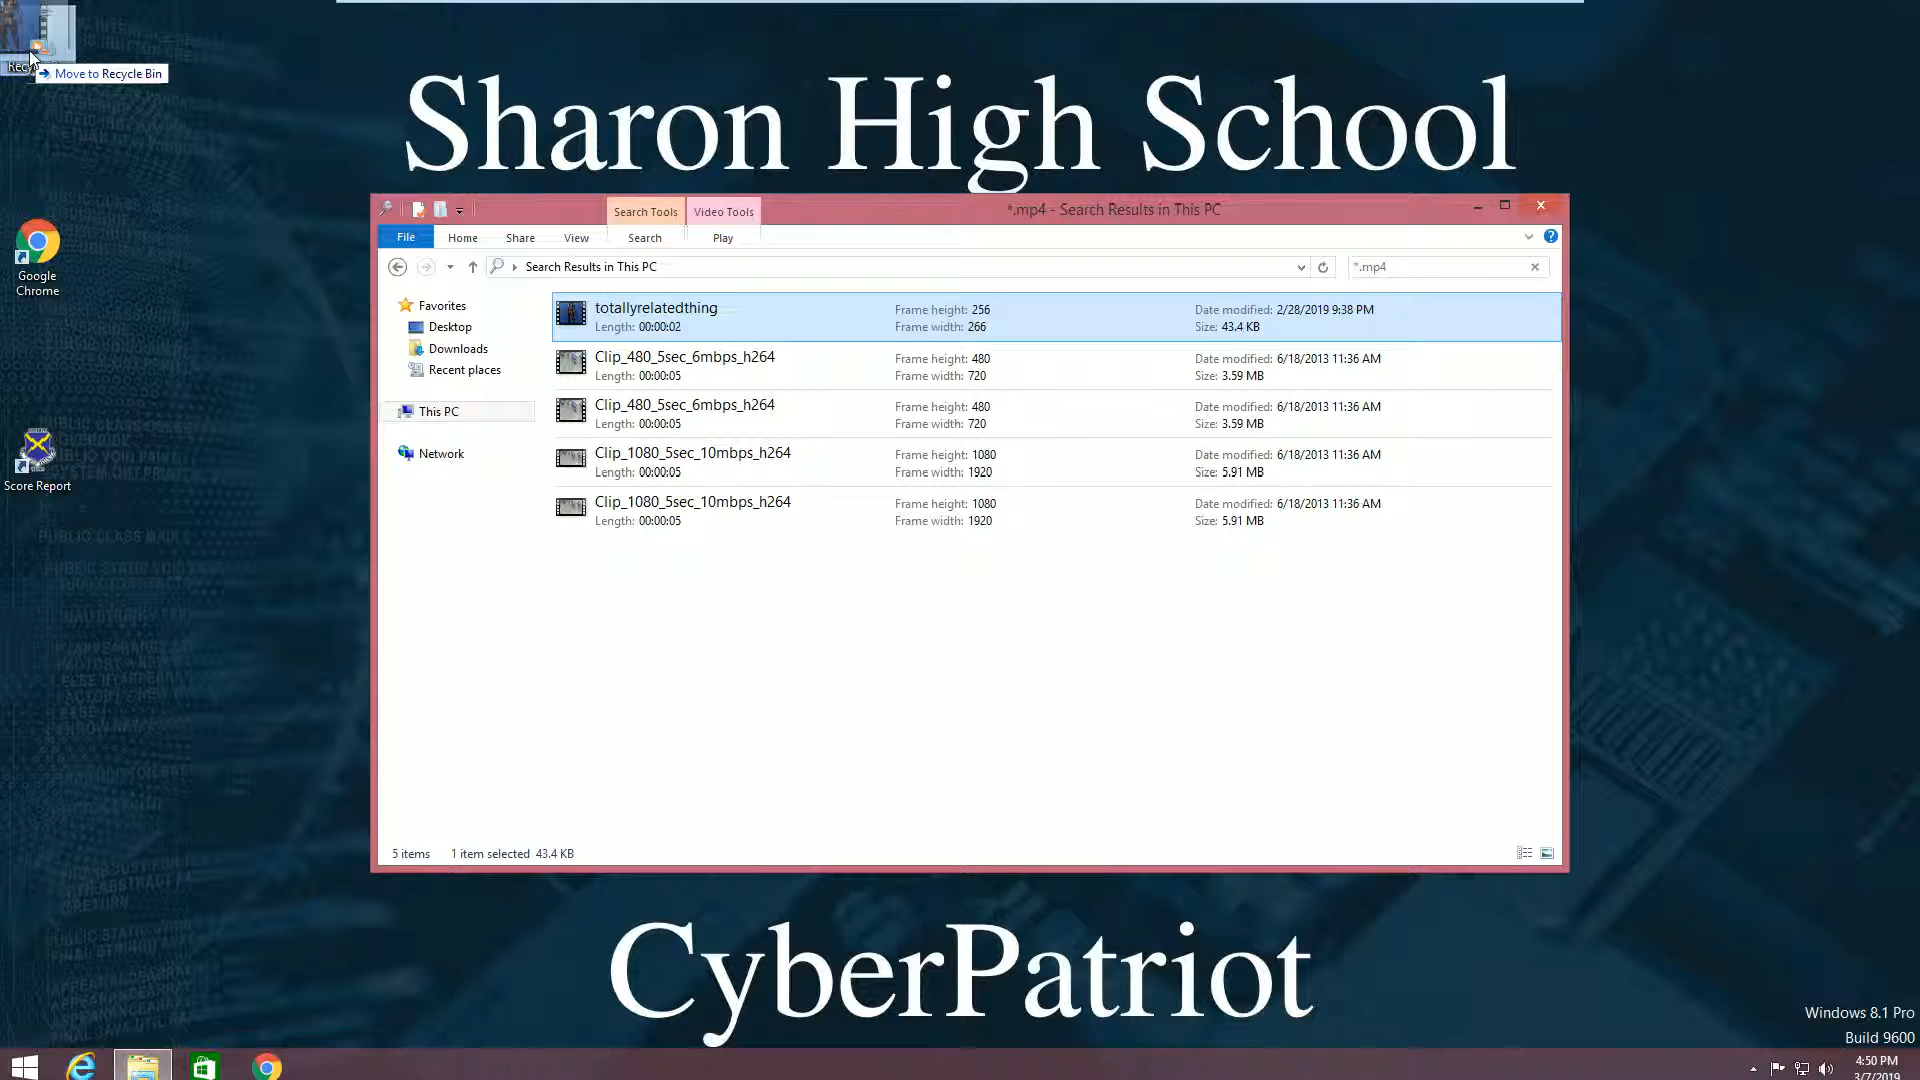 Move to Recycle Bin
Sharon High School
Search Tools
Video Tools
*.mp4 - Search Results in This PC
File
Home
Share
View
Search
Play
Search Results in This PC
*.mp4
Favorites
Desktop
Downloads
Recent places
This PC
Network
totallyrelatedthing
Length: 00:00:02
Frame height: 256
Frame width: 266
Date modified: 2/28/2019 9:38 PM
Size: 43.4 KB
Clip_480_5sec_6mbps_h264
Length: 00:00:05
Frame height: 480
Frame width: 720
Date modified: 6/18/2013 11:36 AM
Size: 3.59 MB
Clip_480_5sec_6mbps_h264
Length: 00:00:05
Frame height: 480
Frame width: 720
Date modified: 6/18/2013 11:36 AM
Size: 3.59 MB
Clip_1080_5sec_10mbps_h264
Length: 00:00:05
Frame height: 1080
Frame width: 1920
Date modified: 6/18/2013 11:36 AM
Size: 5.91 MB
Clip_1080_5sec_10mbps_h264
Length: 00:00:05
Frame height: 1080
Frame width: 1920
Date modified: 6/18/2013 11:36 AM
Size: 5.91 MB
5 items
1 item selected 43.4 KB
Google
Chrome
Score Report
CyberPatriot
Windows 8.1 Pro
Build 9600
4:50 PM
3/7/2019